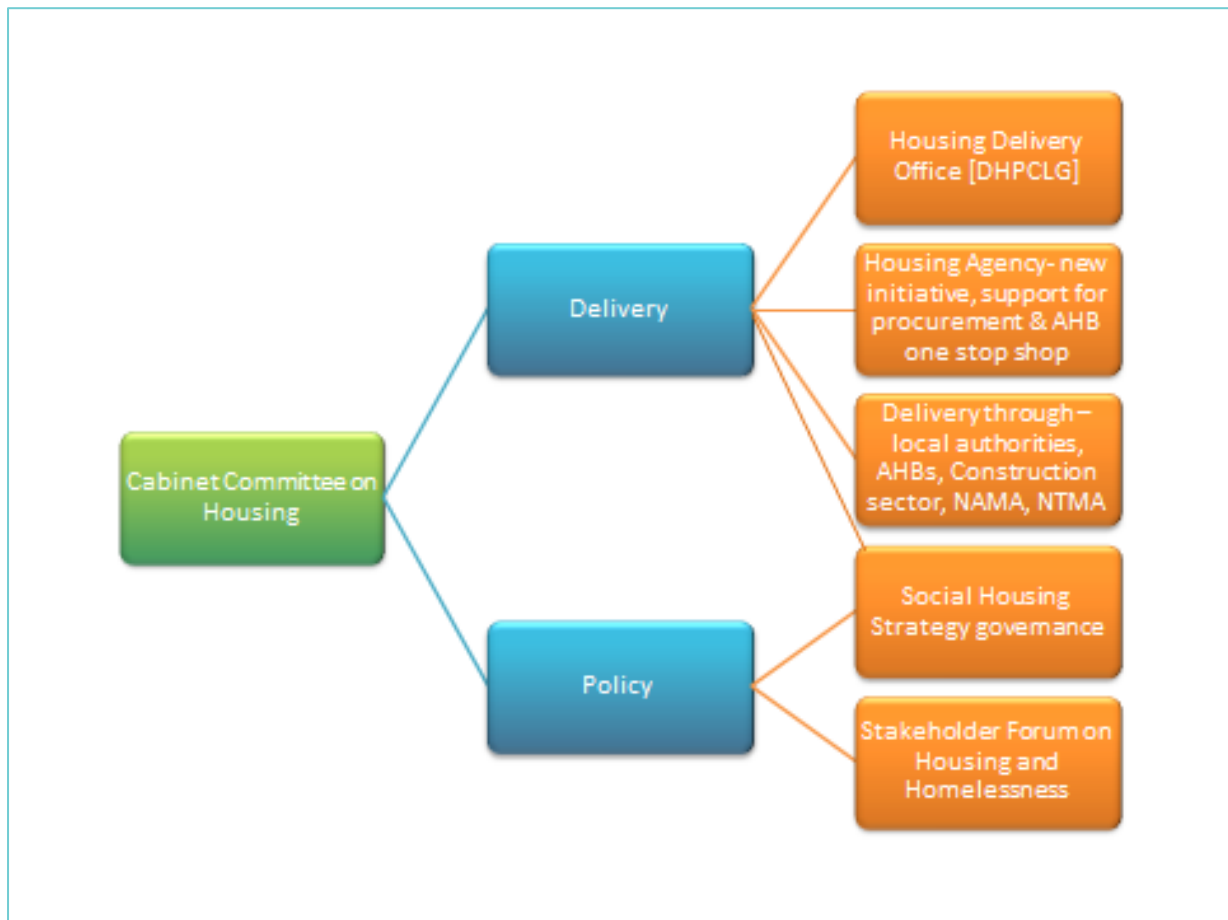 Cabinet Committee on
Housing
Delivery
Policy
Housing Delivery
Office [DHPCLG]
Housing Agency- new
initiative, support for
procurement & AHB
one stop shop
Delivery through –
local authorities,
AHBs, Construction
sector, NAMA, NTMA
Social Housing
Strategy governance
Stakeholder Forum on
Housing and
Homelessness